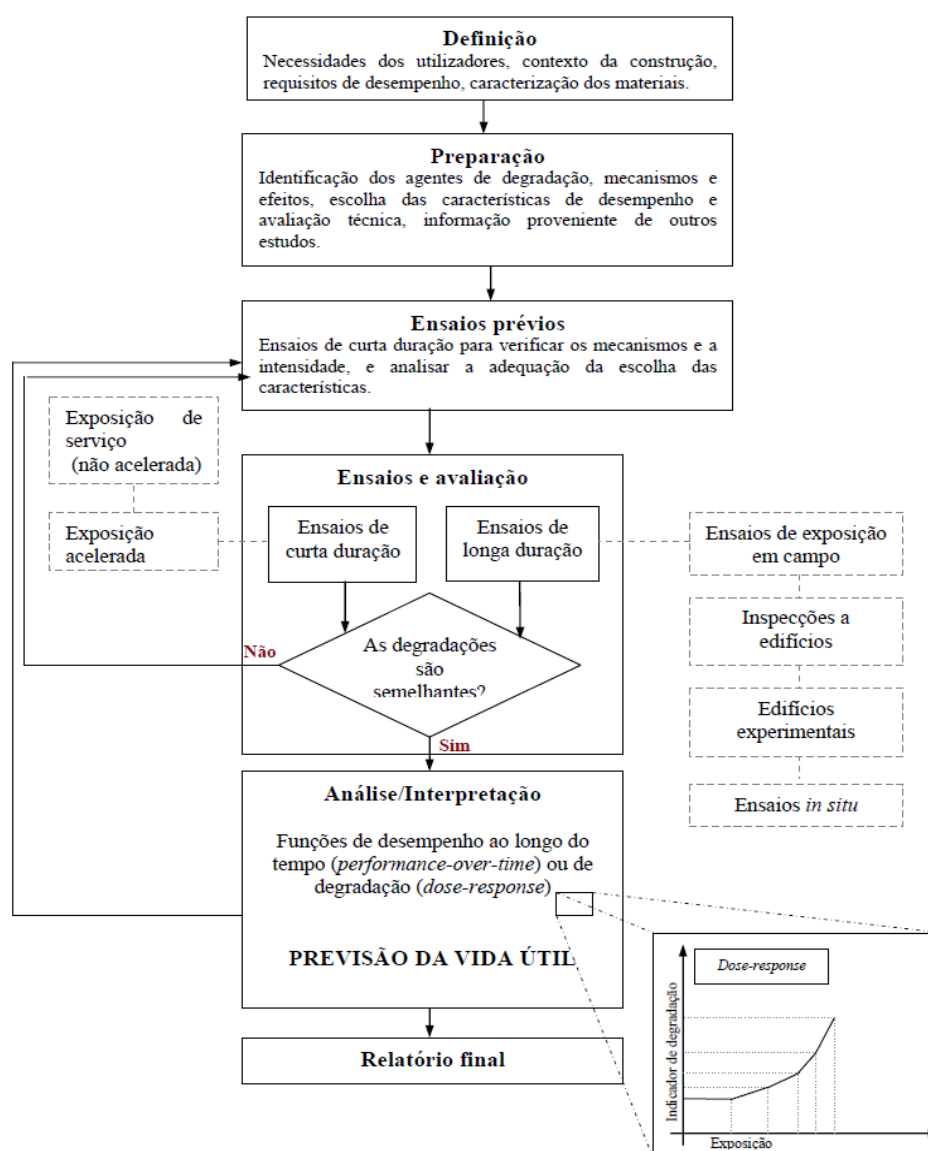 Definição
Necessidades dos utilizadores, contexto da construção,
requisitos de desempenho, caracterização dos materiais.
Preparação
Identificação dos agentes de degradação, mecanismos e
efeitos, escolha das características de desempenho e
avaliação técnica, informação proveniente de outros
estudos.
Ensaios prévios
Ensaios de curta duração para verificar os mecanismos e a
intensidade, e analisar a adequação da escolha das
características.
Exposição de
serviço
(não acelerada)
Exposição
acelerada
Ensaios e avaliação
Ensaios de
curta duração
Ensaios de
longa duração
Ensaios de exposição
em campo
Inspecções a
edifícios
Edifícios
experimentais
Ensaios in situ
As degradações
são
semelhantes?
Não
Sim
Análise/Interpretação
Funções de desempenho ao longo do
tempo (performance-over-time) ou de
degradação (dose-response)
PREVISÃO DA VIDA ÚTIL
Relatório final
Dose-response
Indicador de degradação
Exposição